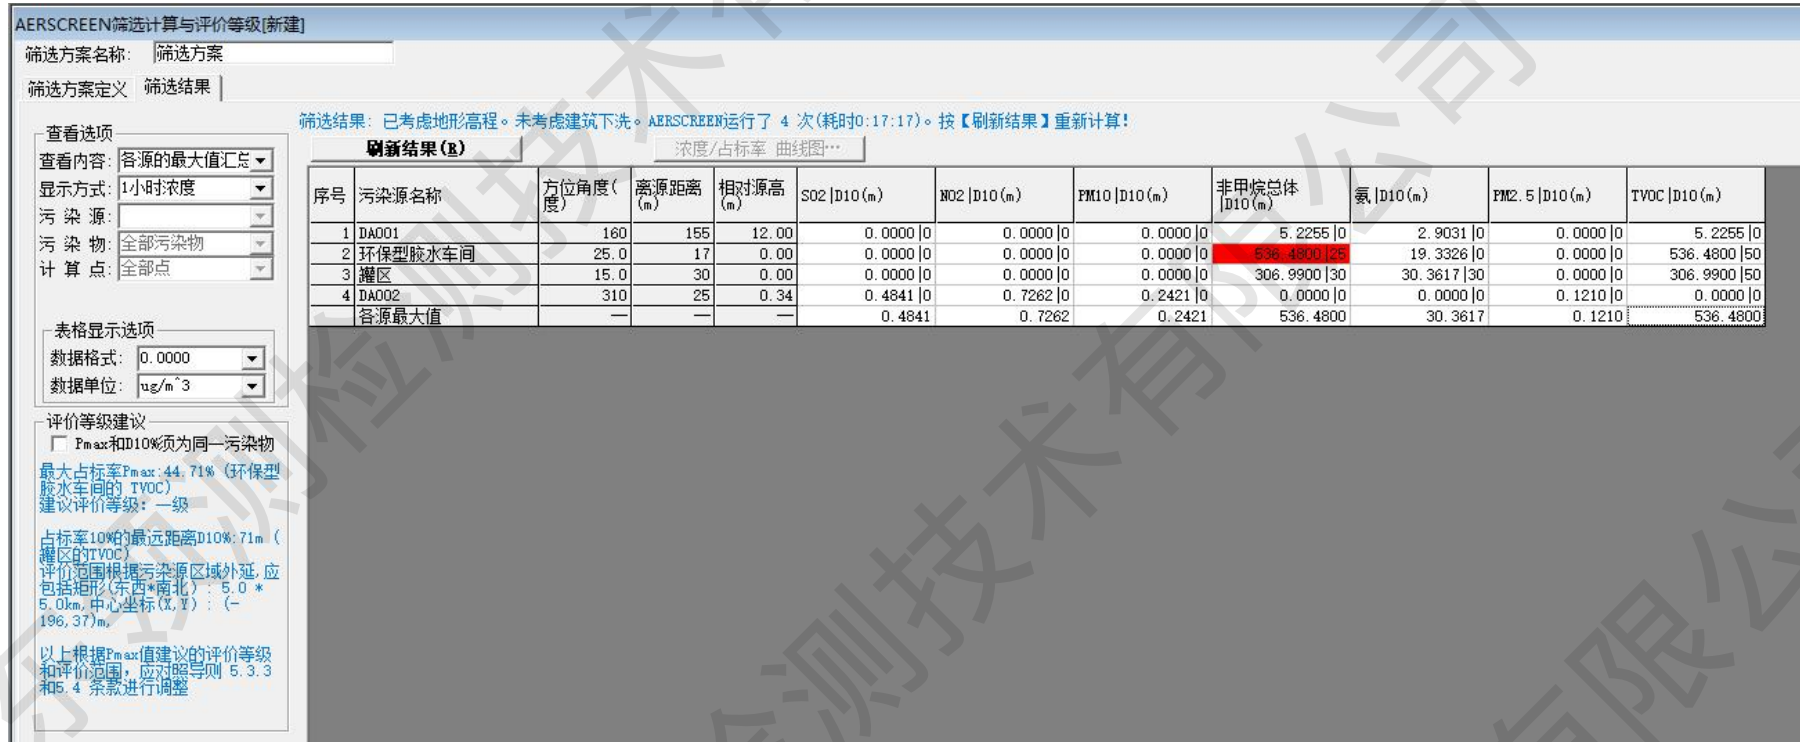 AERSCREEN筛选计算与评价等级[新建]
筛选方案名称: 筛选方案
筛选方案定义 筛选结果
查看选项
查看内容: 各源的最大值汇总
显示方式: 1小时浓度
污 染 源:
污 染 物: 全部污染物
计 算 点: 全部点
表格显示选项
数据格式: 0.0000
数据单位: ug/m^3
评价等级建议
Pmax和D10%须为同一污染物
最大占标率Pmax:44.71% (环保型
胶水车间的 TVOC)
建议评价等级: 一级
占标率10%的最远距离D10%:71m (
罐区的TVOC)
评价范围根据污染源区域外延,应
包括矩形(东西*南北): 5.0 *
5.0km,中心坐标(X,Y): (-
196,37)m,
以上根据Pmax值建议的评价等级
和评价范围, 应对照导则 5.3.3
和5.4 条款进行调整
筛选结果: 已考虑地形高程。未考虑建筑下洗。AERSCREEN运行了 4 次(耗时0:17:17)。按【刷新结果】重新计算!
刷新结果(R) 浓度/占标率 曲线图…
序号 污染源名称 方位角度(度) 离源距离(m) 相对源高(m) SO2|D10(m) NO2|D10(m) PM10|D10(m) 非甲烷总体|D10(m) 氨|D10(m) PM2.5|D10(m) TVOC|D10(m)
1 DA001 160 155 12.00 0.0000|0 0.0000|0 0.0000|0 5.2255|0 2.9031|0 0.0000|0 5.2255|0
2 环保型胶水车间 25.0 17 0.00 0.0000|0 0.0000|0 0.0000|0 536.4800|25 19.3326|0 0.0000|0 536.4800|50
3 罐区 15.0 30 0.00 0.0000|0 0.0000|0 0.0000|0 306.9900|30 30.3617|30 0.0000|0 306.9900|50
4 DA002 310 25 0.34 0.4841|0 0.7262|0 0.2421|0 0.0000|0 0.0000|0 0.1210|0 0.0000|0
各源最大值 — — — 0.4841 0.7262 0.2421 536.4800 30.3617 0.1210 536.4800